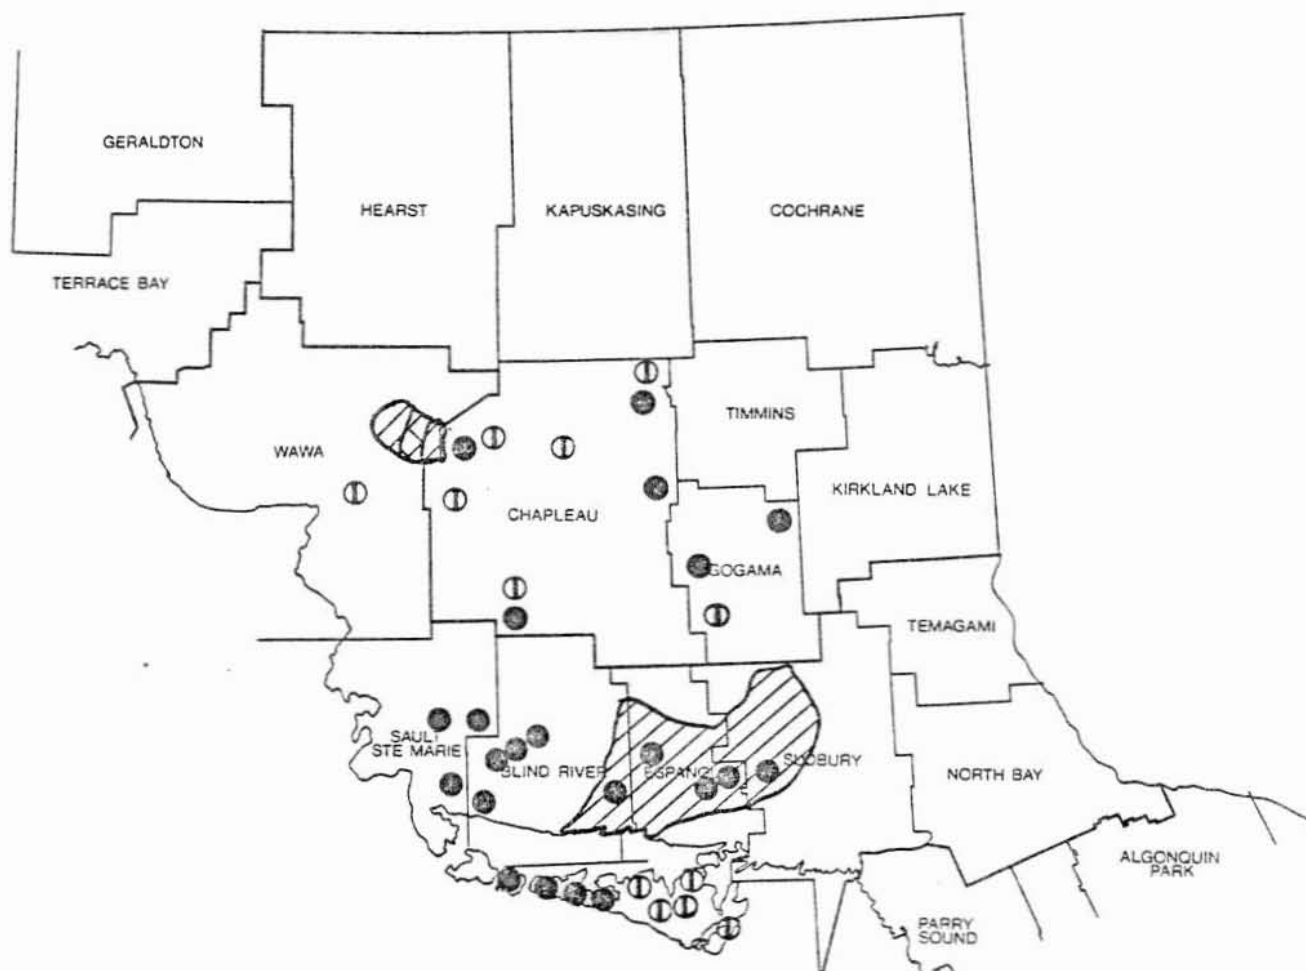 GERALDTON
HEARST
KAPUSKASING
COCHRANE
TERRACE BAY
TIMMINS
WAWA
KIRKLAND LAKE
CHAPLEAU
GOGAMA
TEMAGAMI
SAULT
STE MARIE
BLIND RIVER
SUDBURY
NORTH BAY
ALGONQUIN
PARK
PARRY
SOUND